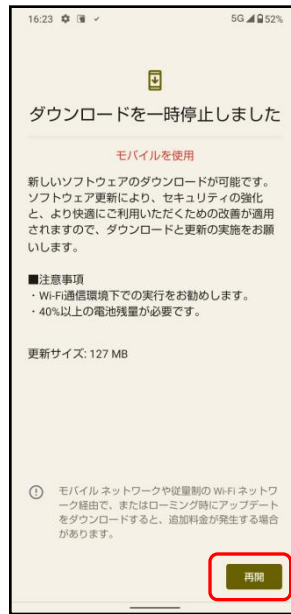 16:23 5G 52%
ダウンロードを一時停止しました
モバイルを使用
新しいソフトウェアのダウンロードが可能です。
ソフトウェア更新により、セキュリティの強化
と、より快適にご利用いただくための改善が適用
されますので、ダウンロードと更新の実施をお願
いします。
■注意事項
・Wi-Fi通信環境下での実行をお勧めします。
・40%以上の電池残量が必要です。
更新サイズ: 127 MB
モバイル ネットワークや従量制の Wi-Fi ネットワ
ーク経由で、またはローミング時にアップデート
をダウンロードすると、追加料金が発生する場合
があります。
再開